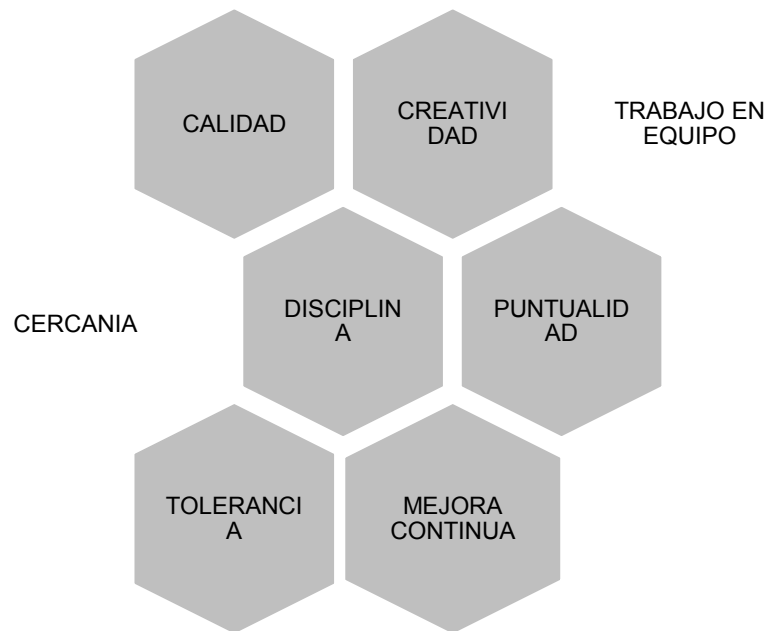 CALIDAD
CREATIVI
DAD
TRABAJO EN
EQUIPO
CERCANIA
DISCIPLIN
A
PUNTUALID
AD
TOLERANCI
A
MEJORA
CONTINUA